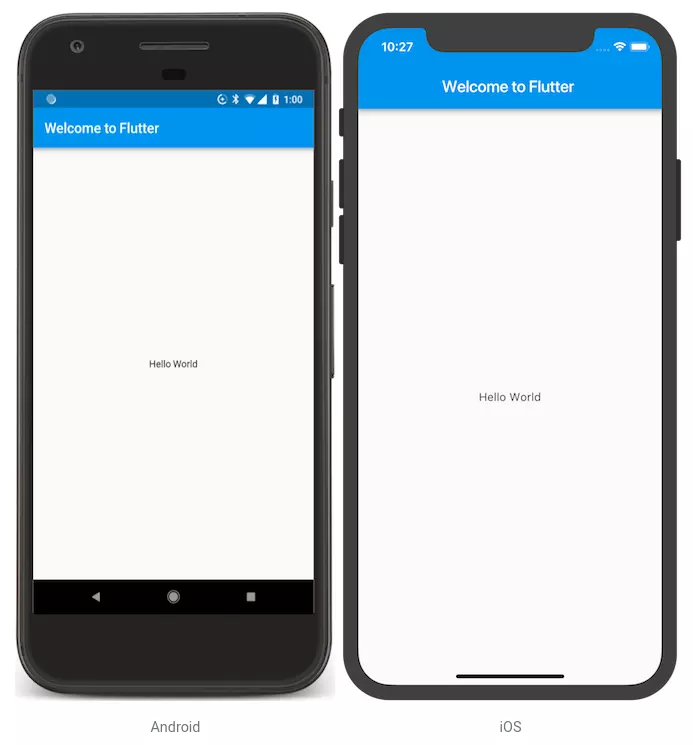 1:00
Welcome to Flutter
Hello World
Android
10:27
Welcome to Flutter
Hello World
iOS